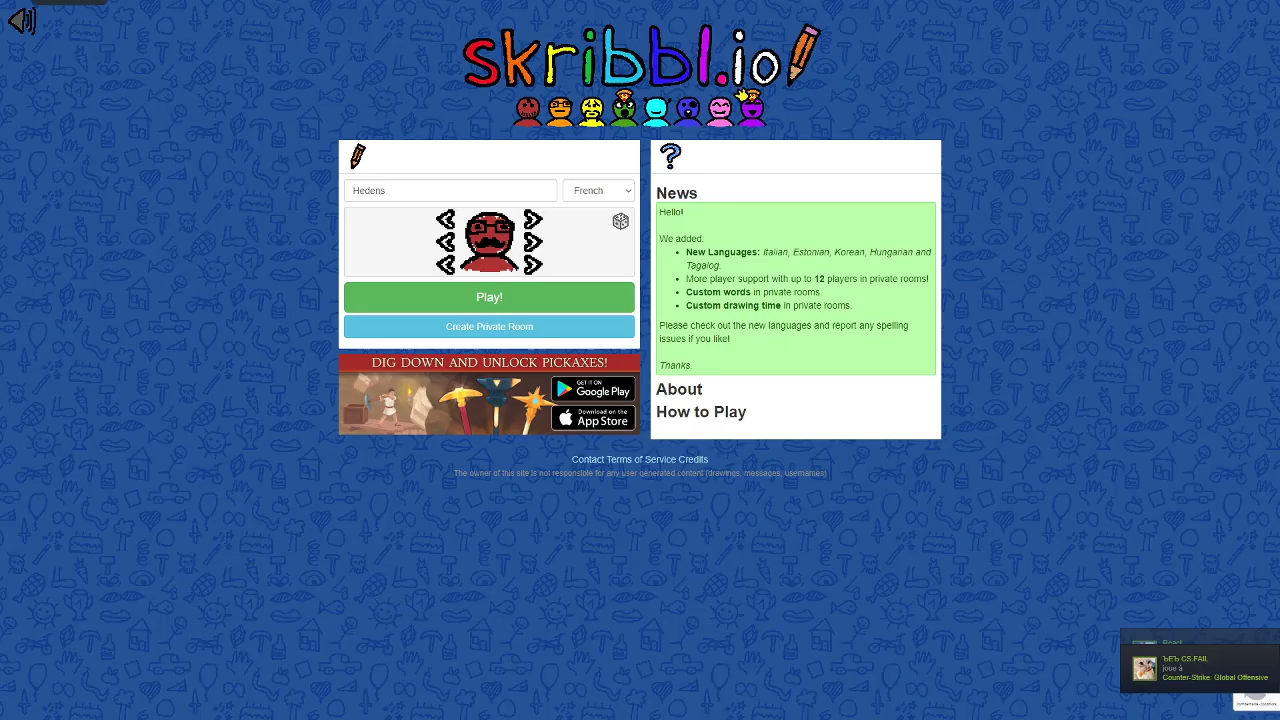 skribbl.io
Hedens
French
Play!
Create Private Room
DIG DOWN AND UNLOCK PICKAXES!
GET IT ON
Google Play
Download on the
App Store
News
Hello!
We added:
New Languages: Italian, Estonian, Korean, Hungarian and
Tagalog.
More player support with up to 12 players in private rooms!
Custom words in private rooms.
Custom drawing time in private rooms.
Please check out the new languages and report any spelling
issues if you like!
Thanks.
About
How to Play
Contact Terms of Service Credits
The owner of this site is not responsible for any user generated content (drawings, messages, usernames)
ЪЕЪ CS.FAIL
joue à
Counter-Strike: Global Offensive